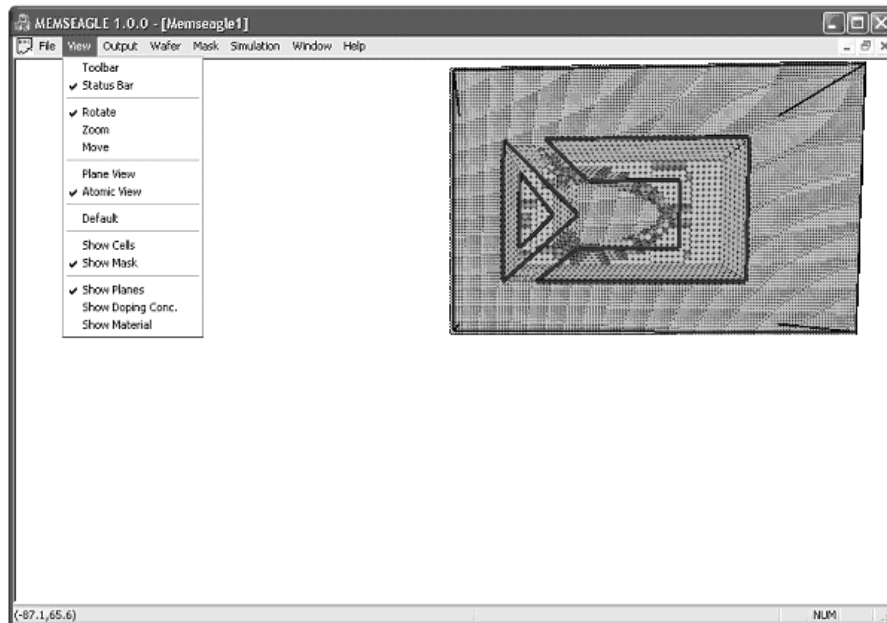 MEMSEAGLE 1.0.0 - [Memseagle1]
File View Output Wafer Mask Simulation Window Help
Toolbar
Status Bar
Rotate
Zoom
Move
Plane View
Atomic View
Default
Show Cells
Show Mask
Show Planes
Show Doping Conc.
Show Material
(-87.1,65.6) NUM